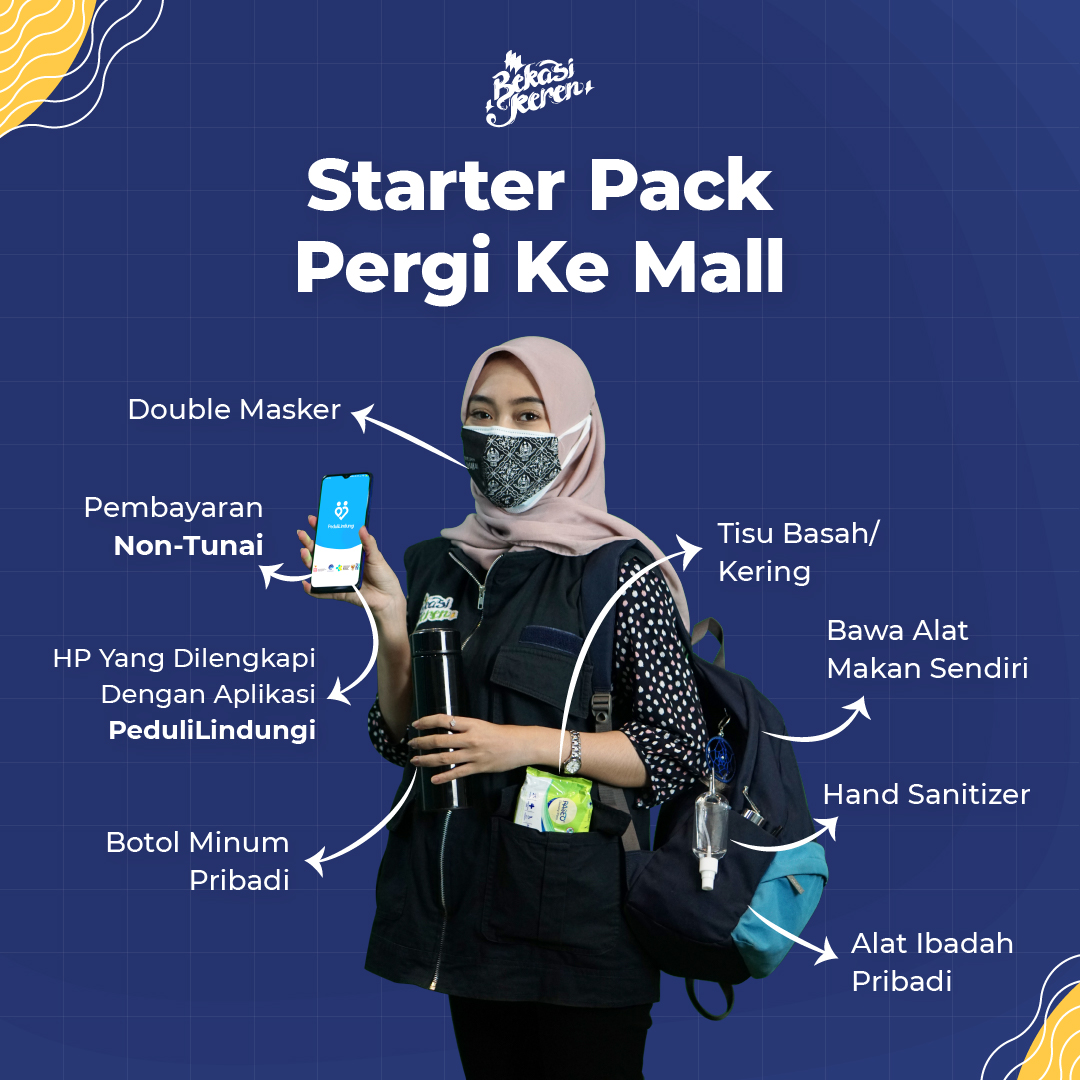 Bekasi
Keren
Starter Pack
Pergi Ke Mall
Double Masker
Pembayaran
Non-Tunai
PeduliLindungi
HP Yang Dilengkapi
Dengan Aplikasi
PeduliLindungi
Botol Minum
Pribadi
Tisu Basah/
Kering
Bawa Alat
Makan Sendiri
Hand Sanitizer
Alat Ibadah
Pribadi